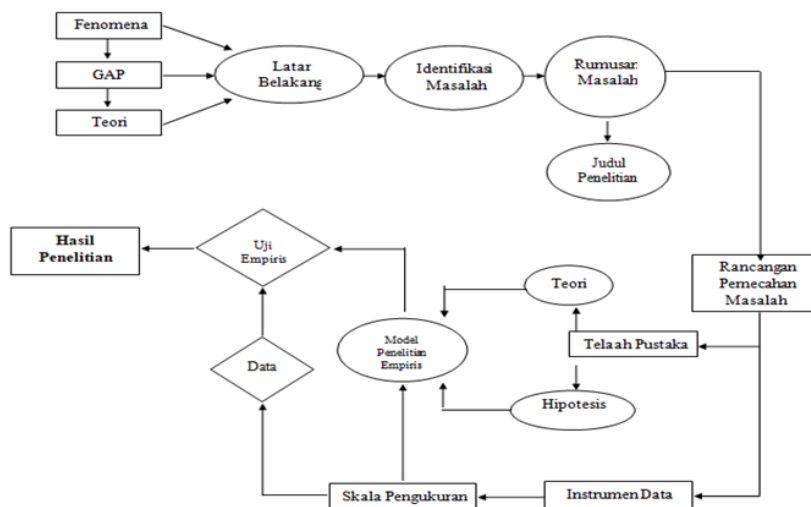 Fenomena
GAP
Teori
Latar
Belakang
Identifikasi
Masalah
Rumusan
Masalah
Judul
Penelitian
Hasil
Penelitian
Uji
Empiris
Data
Model
Penelitian
Empiris
Teori
Telaah Pustaka
Hipotesis
Rancangan
Pemecahan
Masalah
Skala Pengukuran
Instrumen Data